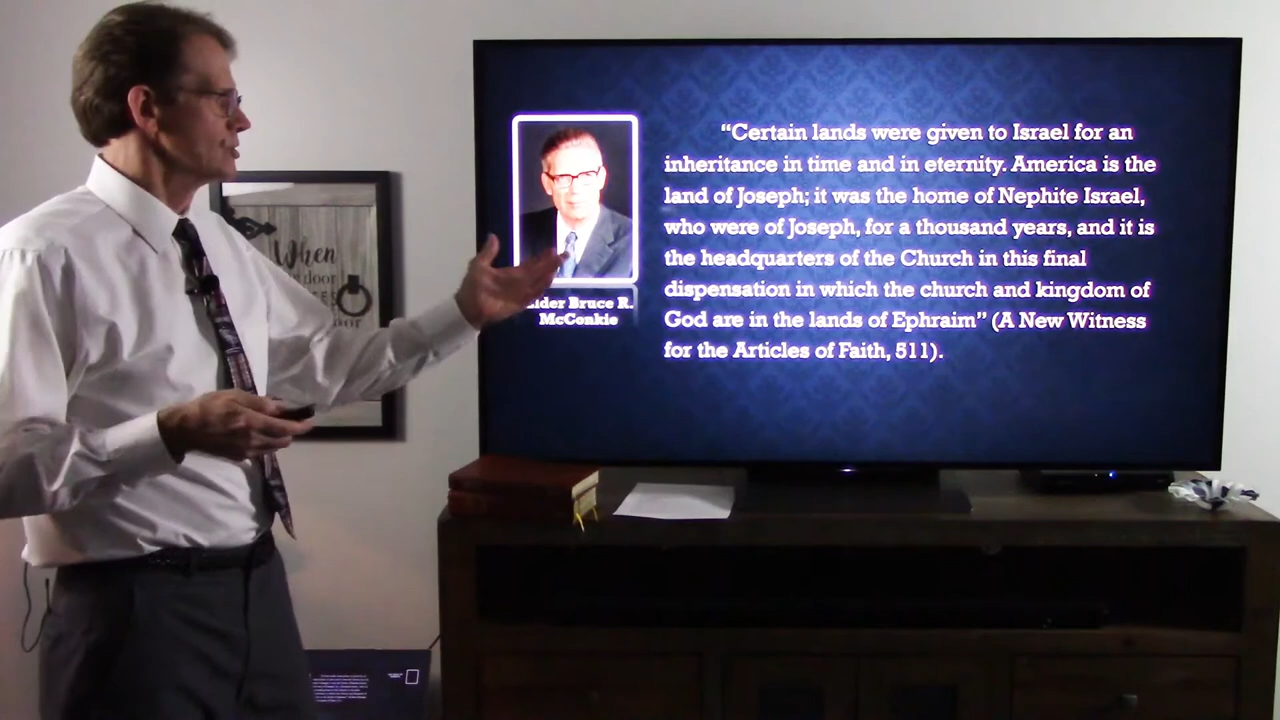 “Certain lands were given to Israel for an
inheritance in time and in eternity. America is the
land of Joseph; it was the home of Nephite Israel,
who were of Joseph, for a thousand years, and it is
the headquarters of the Church in this final
dispensation in which the church and kingdom of
God are in the lands of Ephraim” (A New Witness
for the Articles of Faith, 511).
Elder Bruce R.
McConkie
When
door